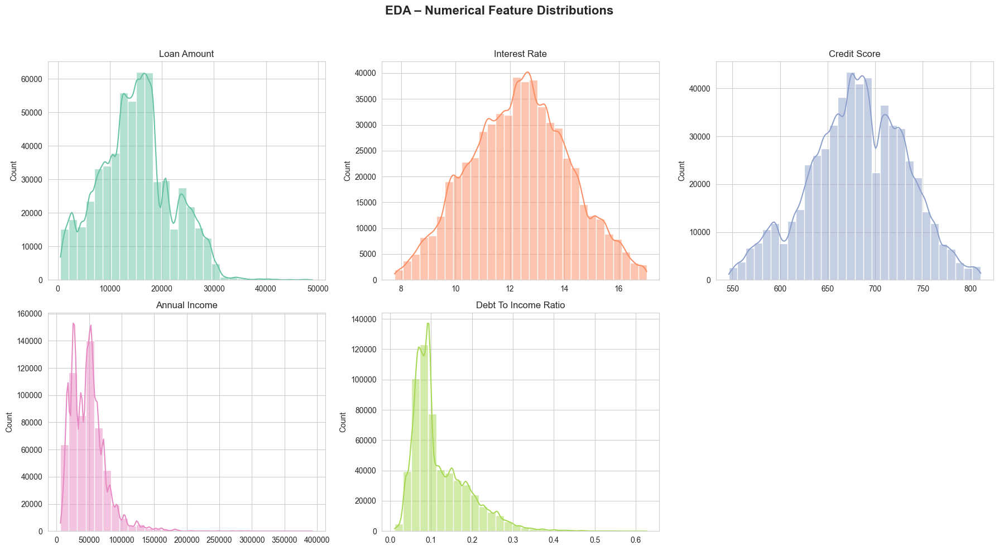 EDA – Numerical Feature Distributions
Loan Amount
Count
60000
50000
40000
30000
20000
10000
0
0 10000 20000 30000 40000 50000
Interest Rate
Count
40000
35000
30000
25000
20000
15000
10000
5000
0
8 10 12 14 16
Credit Score
Count
40000
30000
20000
10000
0
550 600 650 700 750 800
Annual Income
Count
160000
140000
120000
100000
80000
60000
40000
20000
0
0 50000 100000 150000 200000 250000 300000 350000 400000
Debt To Income Ratio
Count
140000
120000
100000
80000
60000
40000
20000
0
0.0 0.1 0.2 0.3 0.4 0.5 0.6